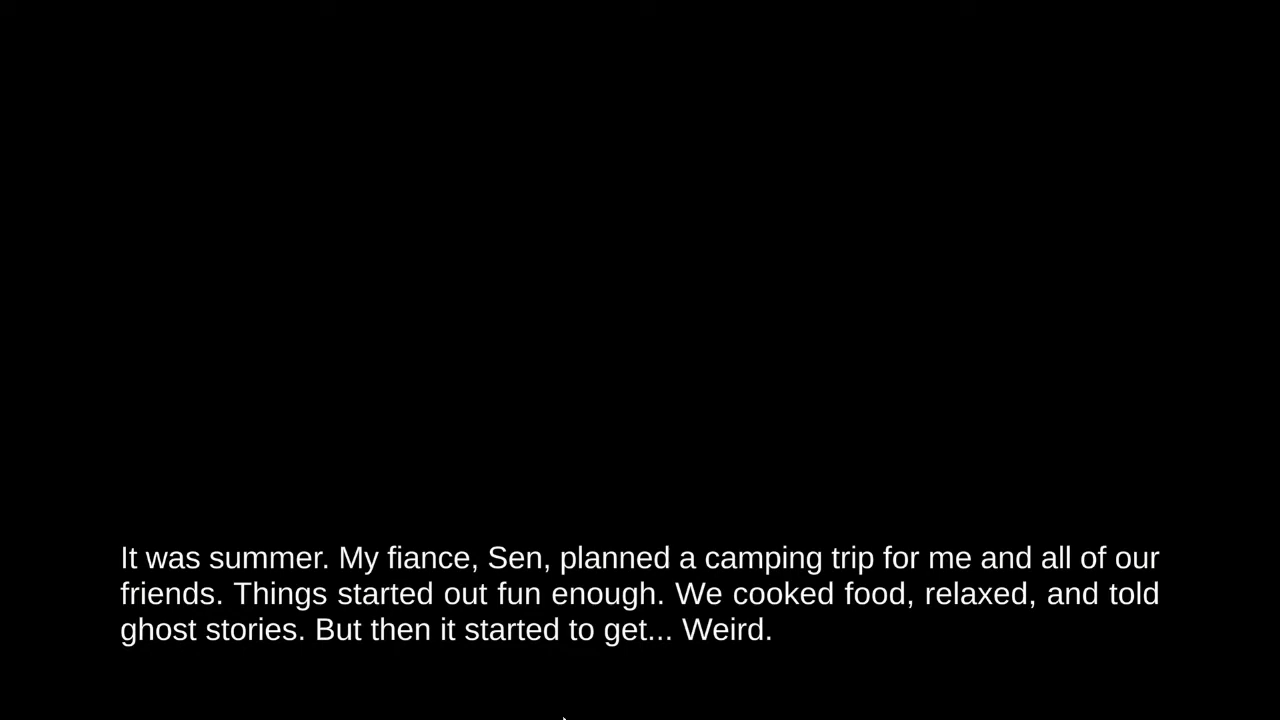 It was summer. My fiance, Sen, planned a camping trip for me and all of our
friends. Things started out fun enough. We cooked food, relaxed, and told
ghost stories. But then it started to get... Weird.